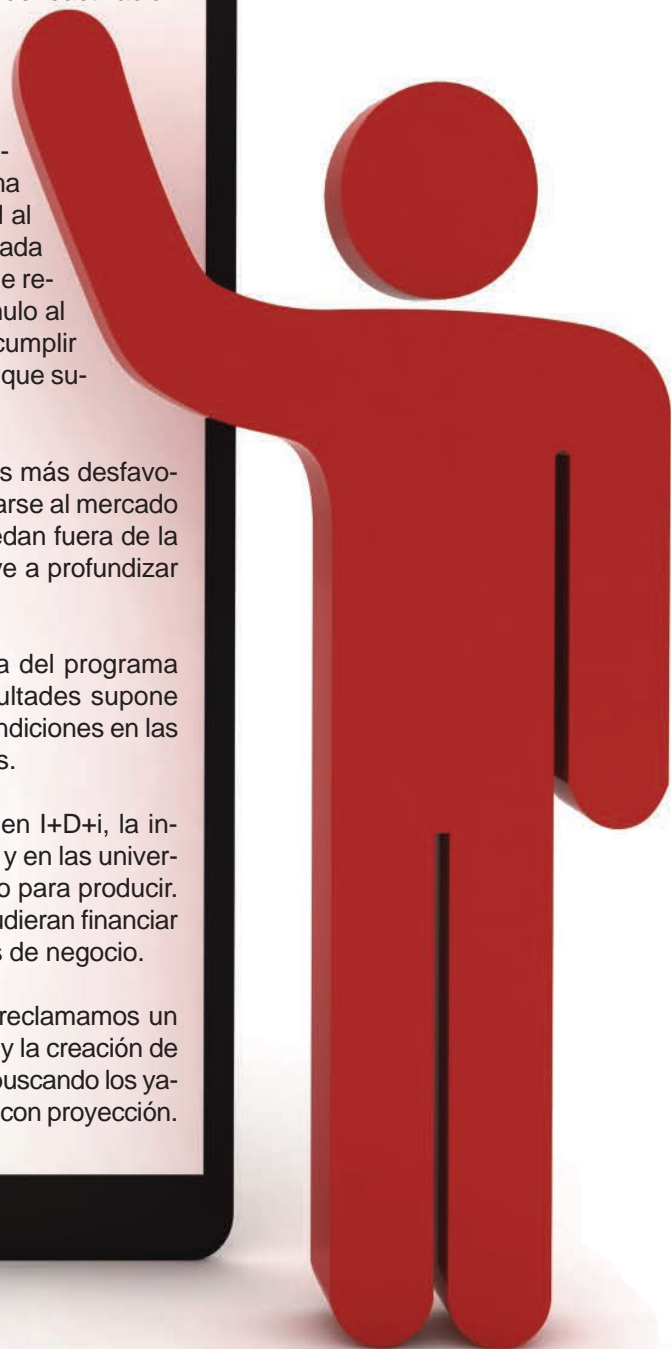 -
na
l al
ada
e re-
nulo al
cumplir
que su-
s más desfavo-
arse al mercado
edan fuera de la
ve a profundizar
a del programa
ultades supone
ndiciones en las
s.
en I+D+i, la in-
y en las univer-
o para producir.
udieran financiar
s de negocio.
reclamamos un
y la creación de
buscando los ya-
con proyección.